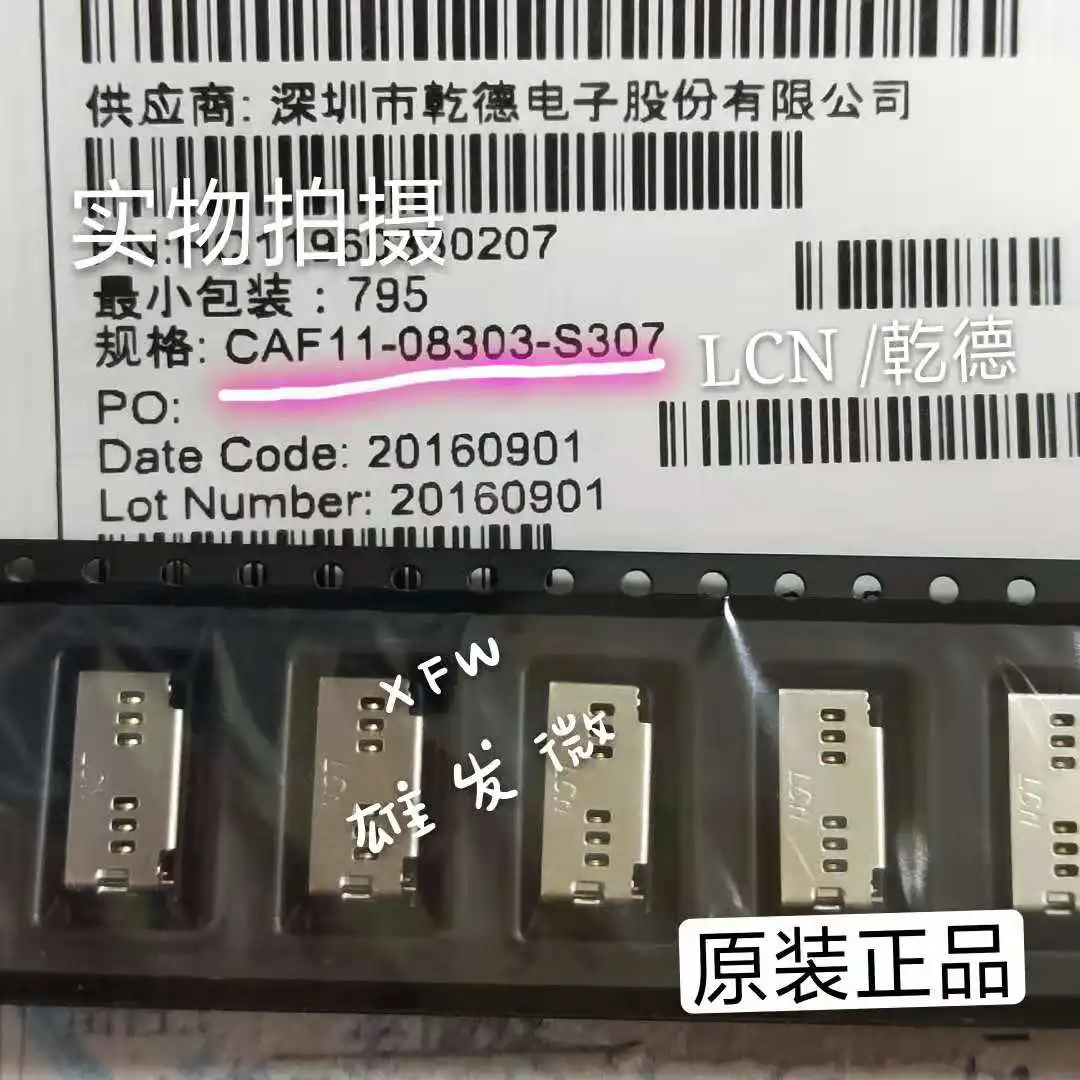 供应商: 深圳市乾德电子股份有限公司
实物拍摄
0207
最小包装：795
规格: CAF11-08303-S307
LCN /乾德
PO:
Date Code: 20160901
Lot Number: 20160901
XFW
雄发微
原装正品